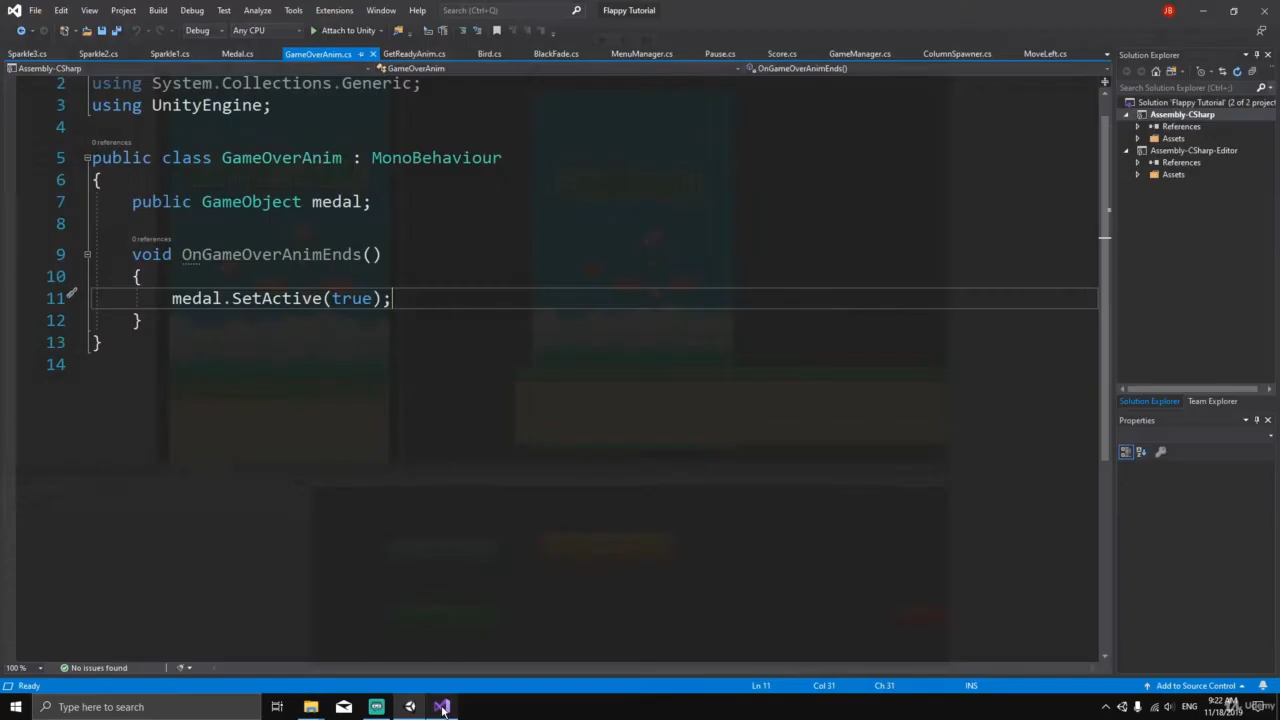 File Edit View Project Build Debug Test Analyze Tools Extensions Window Help Search (Ctrl+Q) Flappy Tutorial JB
Debug Any CPU Attach to Unity
Sparkle3.cs Sparkle2.cs Sparkle1.cs Medal.cs GameOverAnim.cs GetReadyAnim.cs Bird.cs BlackFade.cs MenuManager.cs Pause.cs Score.cs GameManager.cs ColumnSpawner.cs MoveLeft.cs
Assembly-CSharp GameOverAnim OnGameOverAnimEnds()
2 using System.Collections.Generic;
3 using UnityEngine;
4
0 references
5 public class GameOverAnim : MonoBehaviour
6 {
7 public GameObject medal;
8
0 references
9 void OnGameOverAnimEnds()
10 {
11 medal.SetActive(true);
12 }
13 }
14
Solution Explorer
Search Solution Explorer (Ctrl+;)
Solution 'Flappy Tutorial' (2 of 2 project
Assembly-CSharp
References
Assets
Assembly-CSharp-Editor
References
Assets
Solution Explorer Team Explorer
Properties
100 % No issues found
Ready Ln 11 Col 31 Ch 31 INS Add to Source Control
Type here to search ENG 9:22 AM
11/18/2019
Udemy